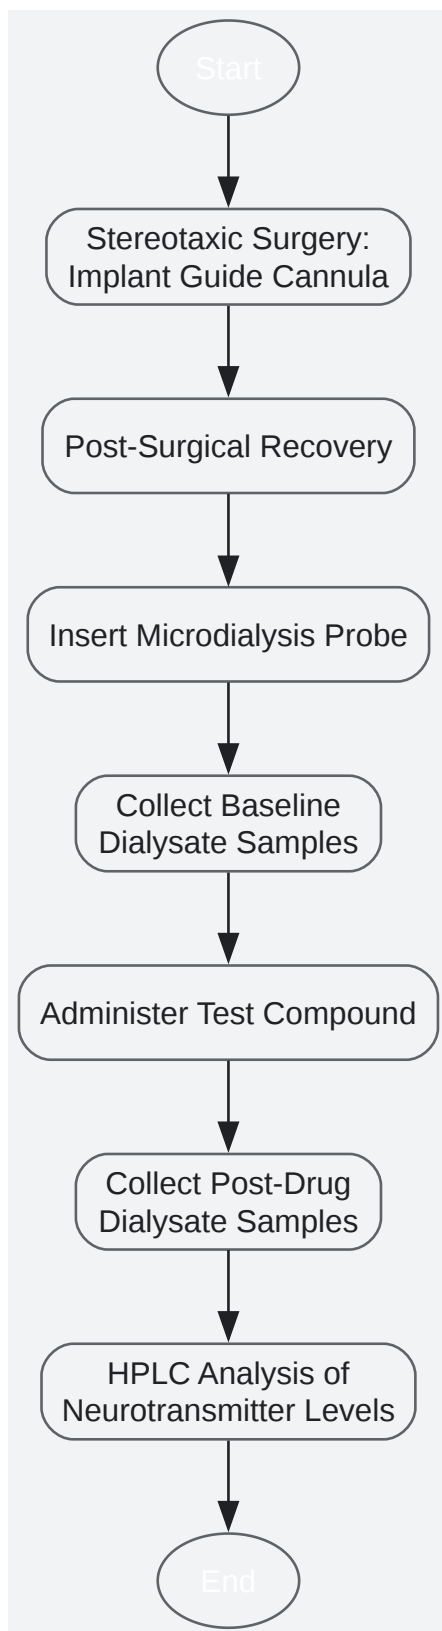 Start
Stereotaxic Surgery:
Implant Guide Cannula
Post-Surgical Recovery
Insert Microdialysis Probe
Collect Baseline
Dialysate Samples
Administer Test Compound
Collect Post-Drug
Dialysate Samples
HPLC Analysis of
Neurotransmitter Levels
End